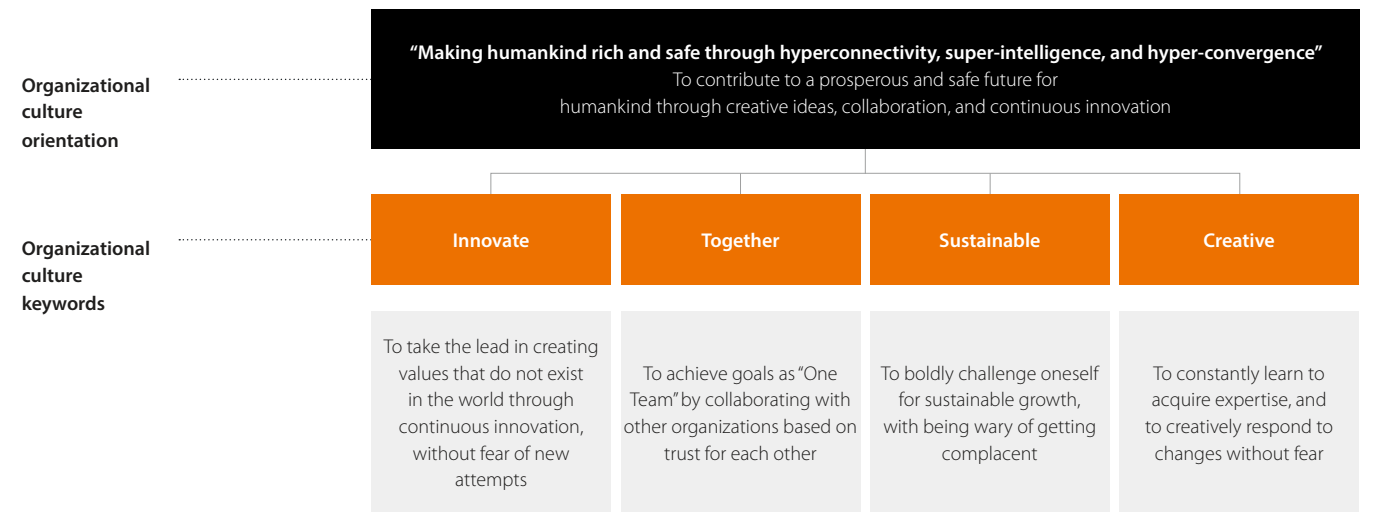 Organizational
culture
orientation
“Making humankind rich and safe through hyperconnectivity, super-intelligence, and hyper-convergence”
To contribute to a prosperous and safe future for
humankind through creative ideas, collaboration, and continuous innovation
Organizational
culture
keywords
Innovate
Together
Sustainable
Creative
To take the lead in creating
values that do not exist
in the world through
continuous innovation,
without fear of new
attempts
To achieve goals as “One
Team” by collaborating with
other organizations based on
trust for each other
To boldly challenge oneself
for sustainable growth,
with being wary of getting
complacent
To constantly learn to
acquire expertise, and
to creatively respond to
changes without fear